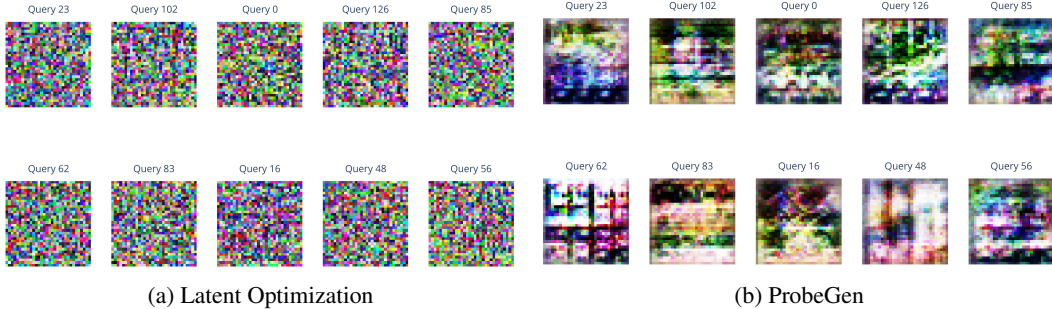 Query 23 Query 102 Query 0 Query 126 Query 85
Query 62 Query 83 Query 16 Query 48 Query 56
(a) Latent Optimization
Query 23 Query 102 Query 0 Query 126 Query 85
Query 62 Query 83 Query 16 Query 48 Query 56
(b) ProbeGen